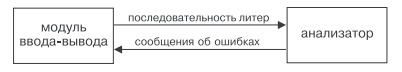 модуль
ввода-вывода
последовательность литер
сообщения об ошибках
анализатор